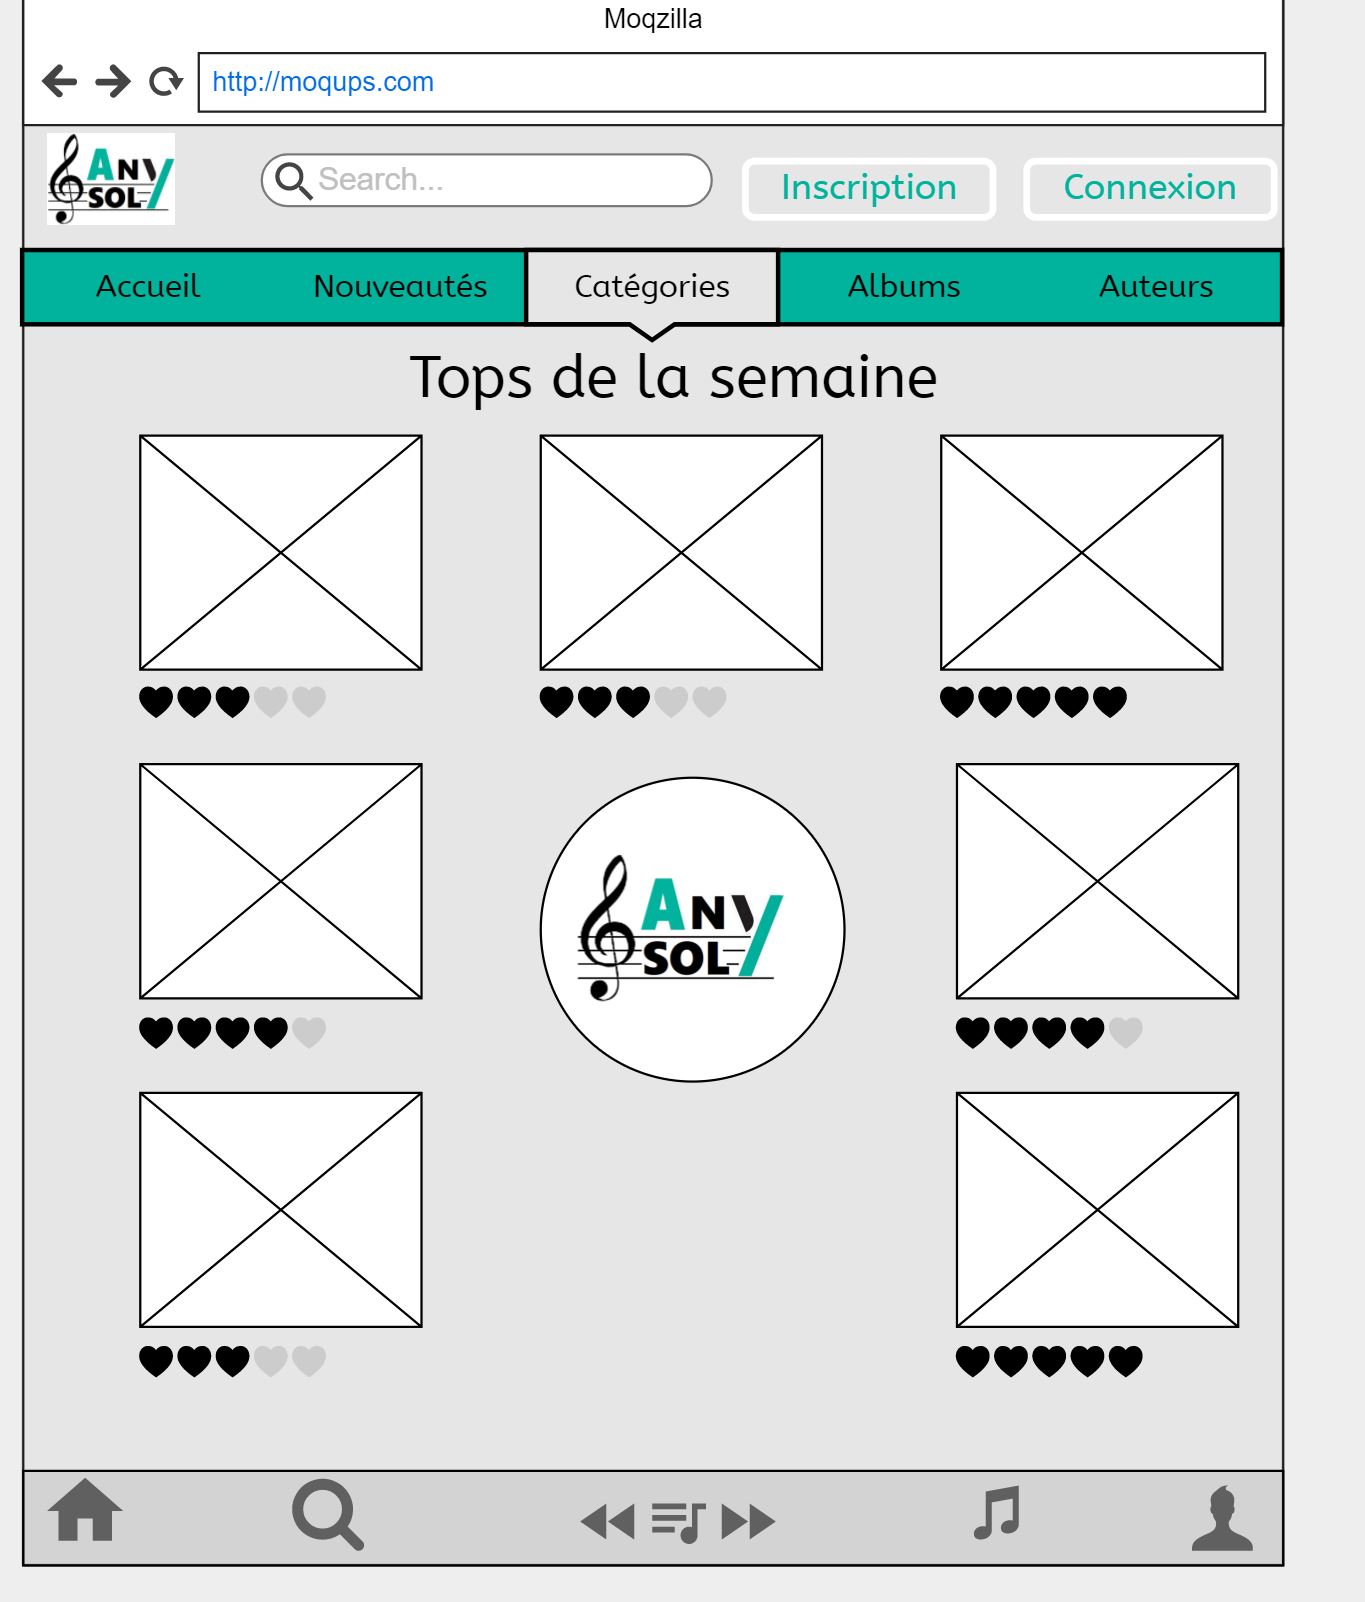 Moqzilla
http://moqups.com
ANY
SOL
Search...
Inscription
Connexion
Accueil
Nouveautés
Catégories
Albums
Auteurs
Tops de la semaine
ANY
SOL